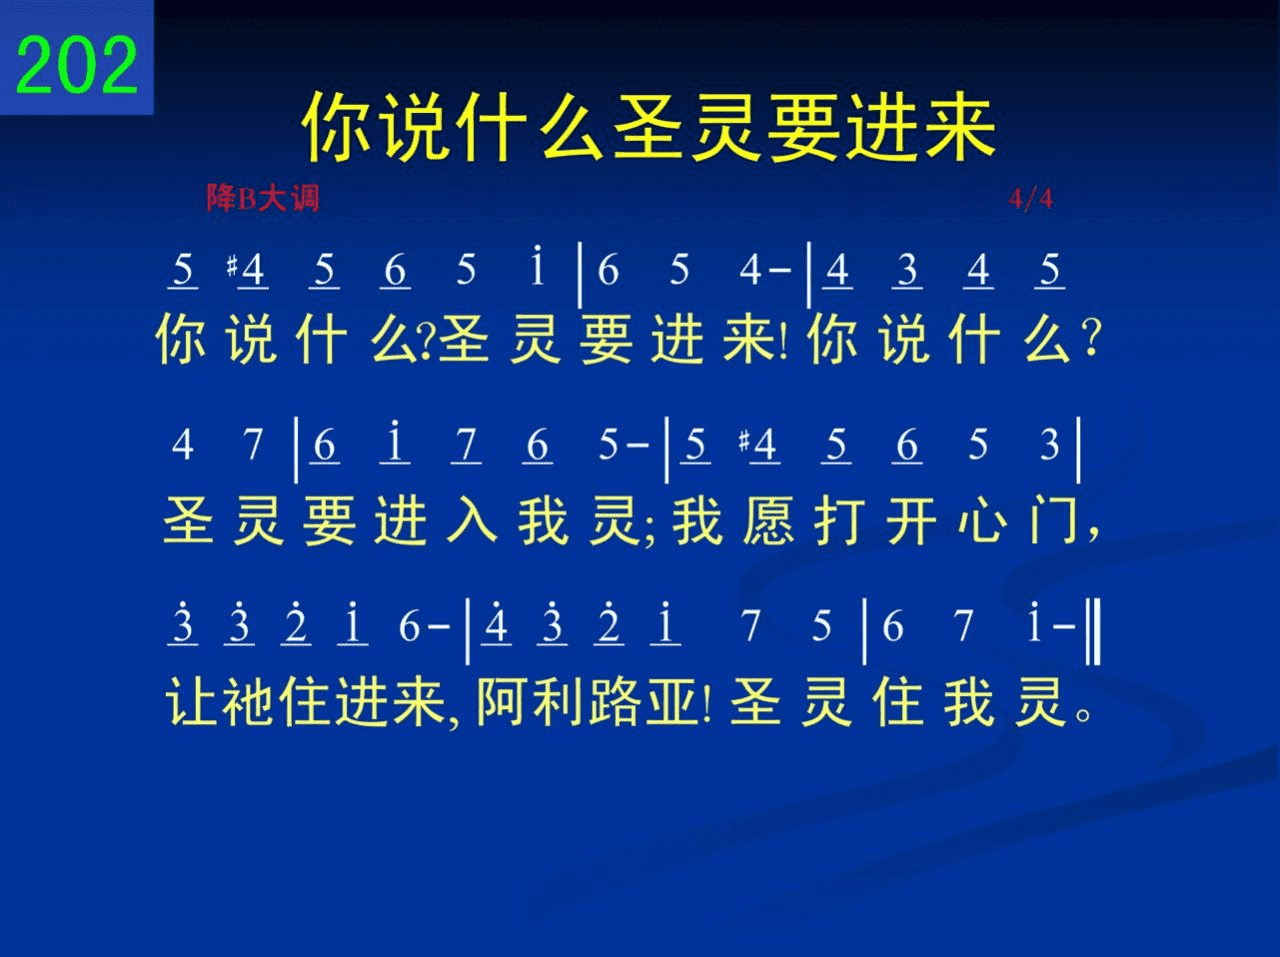 202
你说什么圣灵要进来
降B大调 4/4
5 #4 5 6 5 i̇ | 6 5 4– | 4 3 4 5
你说什么?圣灵要进来!你说什么?
4 7 | 6 i̇ 7 6 5– | 5 #4 5 6 5 3 |
圣灵要进入我灵;我愿打开心门,
3̇ 3̇ 2̇ 1̇ 6– | 4̇ 3̇ 2̇ 1̇ 7 5 | 6 7 i̇– ‖
让祂住进来,阿利路亚!圣灵住我灵。